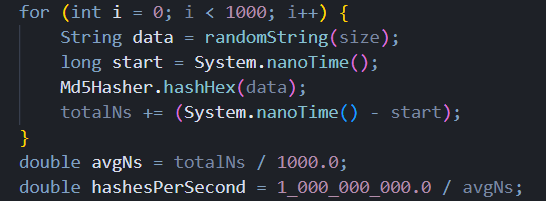 for (int i = 0; i < 1000; i++) {
    String data = randomString(size);
    long start = System.nanoTime();
    Md5Hasher.hashHex(data);
    totalNs += (System.nanoTime() - start);
}
double avgNs = totalNs / 1000.0;
double hashesPerSecond = 1_000_000_000.0 / avgNs;